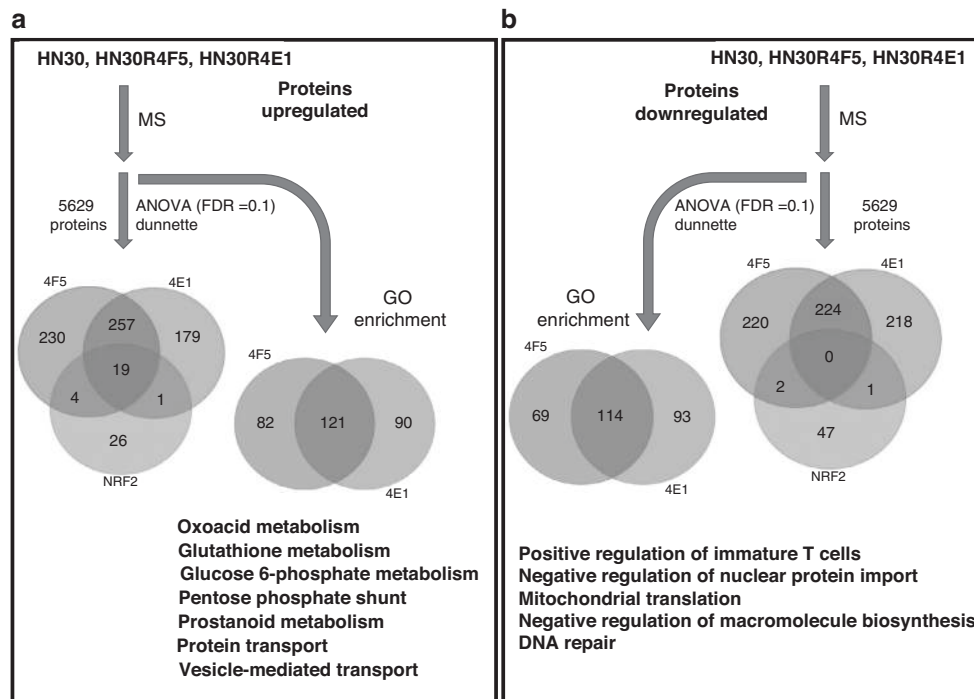 a
HN30, HN30R4F5, HN30R4E1
Proteins
upregulated
MS
5629
proteins
ANOVA (FDR =0.1)
dunnette
4F5
4E1
230
257
179
19
4
1
26
NRF2
GO
enrichment
4F5
82
121
90
4E1
Oxoacid metabolism
Glutathione metabolism
Glucose 6-phosphate metabolism
Pentose phosphate shunt
Prostanoid metabolism
Protein transport
Vesicle-mediated transport
b
HN30, HN30R4F5, HN30R4E1
Proteins
downregulated
MS
ANOVA (FDR =0.1)
dunnette
5629
proteins
GO
enrichment
4F5
69
114
93
4E1
4F5
4E1
220
224
218
0
2
1
47
NRF2
Positive regulation of immature T cells
Negative regulation of nuclear protein import
Mitochondrial translation
Negative regulation of macromolecule biosynthesis
DNA repair